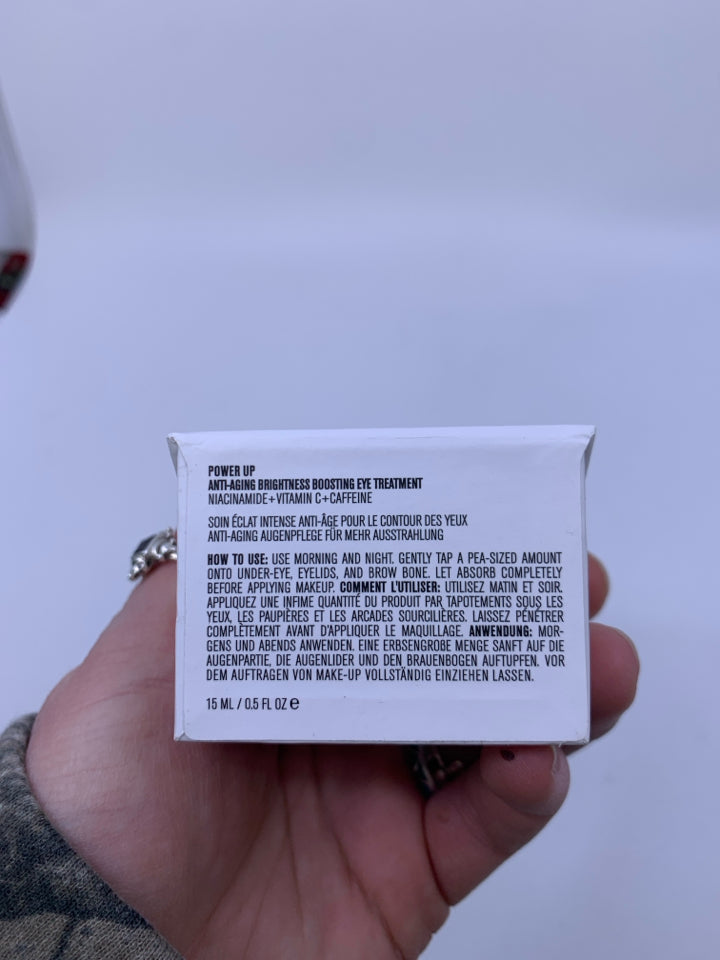 POWER UP
ANTI-AGING BRIGHTNESS BOOSTING EYE TREATMENT
NIACINAMIDE+VITAMIN C+CAFFEINE
SOIN ÉCLAT INTENSE ANTI-ÂGE POUR LE CONTOUR DES YEUX
ANTI-AGING AUGENPFLEGE FÜR MEHR AUSSTRAHLUNG
HOW TO USE: USE MORNING AND NIGHT. GENTLY TAP A PEA-SIZED AMOUNT
ONTO UNDER-EYE, EYELIDS, AND BROW BONE. LET ABSORB COMPLETELY
BEFORE APPLYING MAKEUP. COMMENT L'UTILISER: UTILISEZ MATIN ET SOIR.
APPLIQUEZ UNE INFIME QUANTITÉ DU PRODUIT PAR TAPOTEMENTS SOUS LES
YEUX, LES PAUPIÈRES ET LES ARCADES SOURCILIÈRES. LAISSEZ PÉNÉTRER
COMPLÈTEMENT AVANT D'APPLIQUER LE MAQUILLAGE. ANWENDUNG: MOR-
GENS UND ABENDS ANWENDEN. EINE ERBSENGROBE MENGE SANFT AUF DIE
AUGENPARTIE, DIE AUGENLIDER UND DEN BRAUENBOGEN AUFTUPFEN. VOR
DEM AUFTRAGEN VON MAKE-UP VOLLSTÄNDIG EINZIEHEN LASSEN.
15 ML / 0.5 FL OZ e